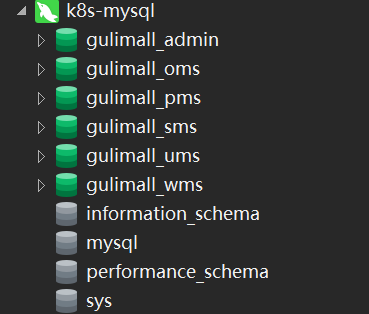 k8s-mysql
gulimall_admin
gulimall_oms
gulimall_pms
gulimall_sms
gulimall_ums
gulimall_wms
information_schema
mysql
performance_schema
sys